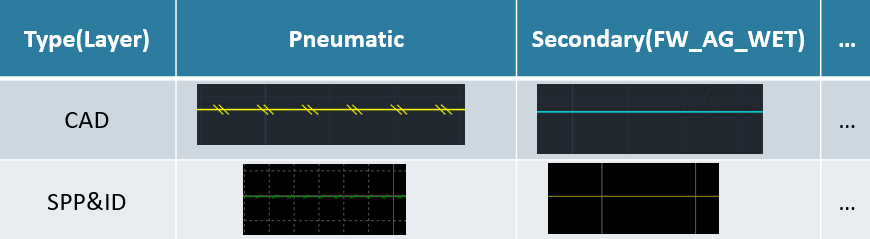 Type(Layer) Pneumatic Secondary(FW_AG_WET) ...
CAD ...
SPP&ID ...